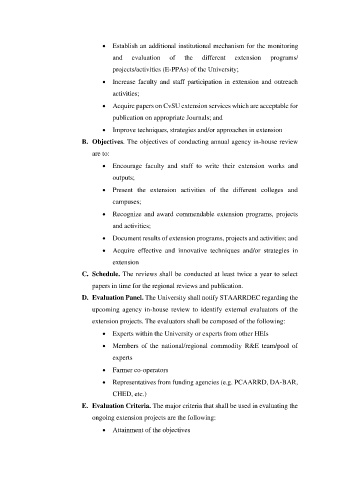 • Establish an additional institutional mechanism for the monitoring
and evaluation of the different extension programs/
projects/activities (E-PPAs) of the University;
• Increase faculty and staff participation in extension and outreach
activities;
• Acquire papers on CvSU extension services which are acceptable for
publication on appropriate Journals; and
• Improve techniques, strategies and/or approaches in extension
B. Objectives. The objectives of conducting annual agency in-house review
are to:
• Encourage faculty and staff to write their extension works and
outputs;
• Present the extension activities of the different colleges and
campuses;
• Recognize and award commendable extension programs, projects
and activities;
• Document results of extension programs, projects and activities; and
• Acquire effective and innovative techniques and/or strategies in
extension
C. Schedule. The reviews shall be conducted at least twice a year to select
papers in time for the regional reviews and publication.
D. Evaluation Panel. The University shall notify STAARRDEC regarding the
upcoming agency in-house review to identify external evaluators of the
extension projects. The evaluators shall be composed of the following:
• Experts within the University or experts from other HEIs
• Members of the national/regional commodity R&E team/pool of
experts
• Farmer co-operators
• Representatives from funding agencies (e.g. PCAARRD, DA-BAR,
CHED, etc.)
E. Evaluation Criteria. The major criteria that shall be used in evaluating the
ongoing extension projects are the following:
• Attainment of the objectives